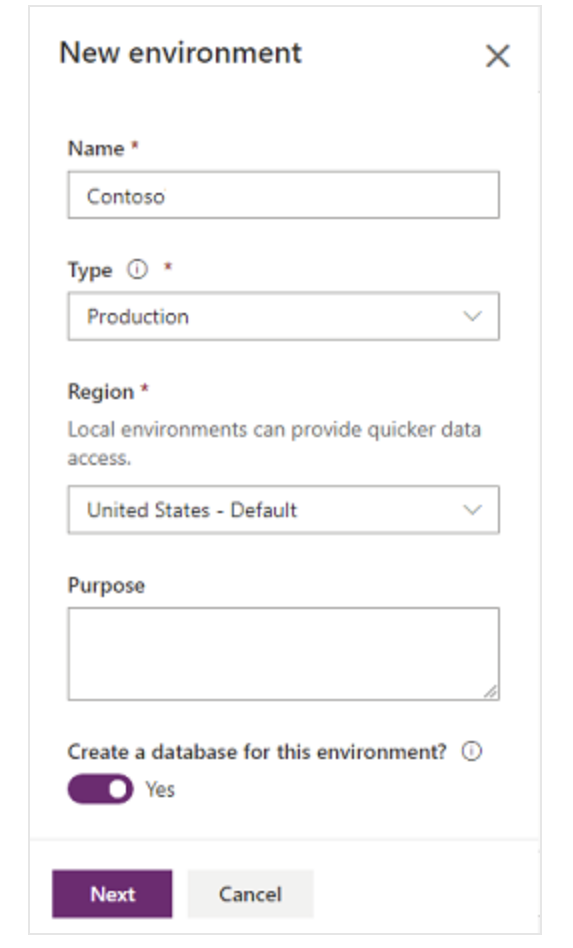 New environment
Name *
Contoso
Type *
Production
Region *
Local environments can provide quicker data
access.
United States - Default
Purpose
Create a database for this environment?
Yes
Next Cancel